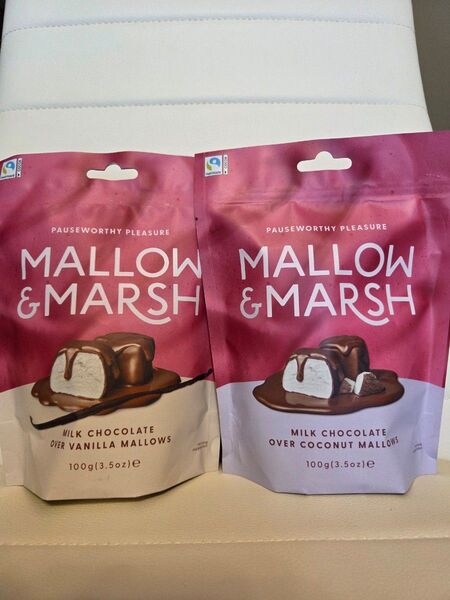 PAUSEWORTHY PLEASURE
MALLOW
& MARSH
MILK CHOCOLATE
OVER VANILLA MALLOWS
100g (3.5oz) e
PAUSEWORTHY PLEASURE
MALLOW
& MARSH
MILK CHOCOLATE
OVER COCONUT MALLOWS
100g (3.5oz) e